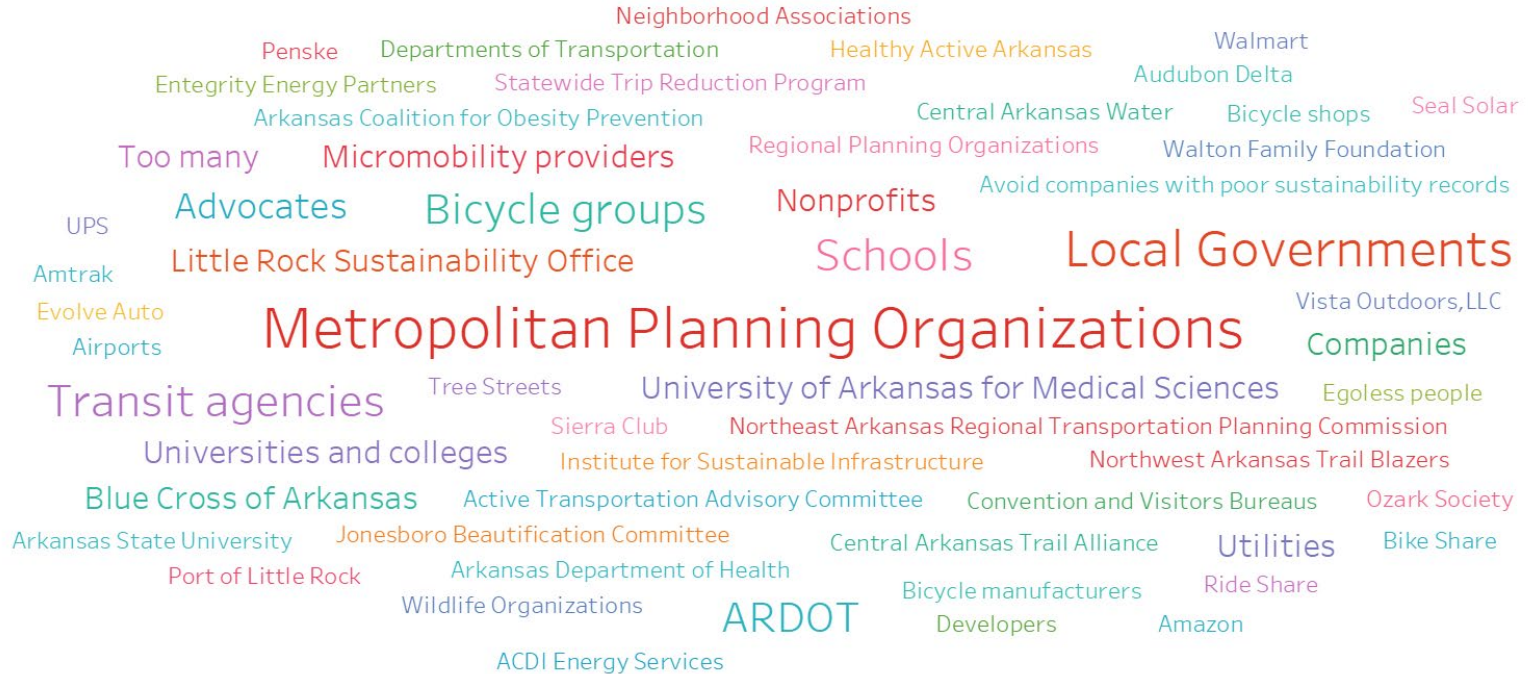 Neighborhood Associations
Penske
Departments of Transportation
Healthy Active Arkansas
Walmart
Entegrity Energy Partners
Statewide Trip Reduction Program
Audubon Delta
Arkansas Coalition for Obesity Prevention
Central Arkansas Water
Bicycle shops
Seal Solar
Too many
Micromobility providers
Regional Planning Organizations
Walton Family Foundation
Avoid companies with poor sustainability records
UPS
Advocates
Bicycle groups
Nonprofits
Amtrak
Little Rock Sustainability Office
Schools
Local Governments
Evolve Auto
Airports
Metropolitan Planning Organizations
Vista Outdoors,LLC
Companies
Transit agencies
Tree Streets
University of Arkansas for Medical Sciences
Egoless people
Sierra Club
Northeast Arkansas Regional Transportation Planning Commission
Universities and colleges
Institute for Sustainable Infrastructure
Northwest Arkansas Trail Blazers
Blue Cross of Arkansas
Active Transportation Advisory Committee
Convention and Visitors Bureaus
Ozark Society
Arkansas State University
Jonesboro Beautification Committee
Central Arkansas Trail Alliance
Utilities
Bike Share
Port of Little Rock
Arkansas Department of Health
Bicycle manufacturers
Ride Share
Wildlife Organizations
ARDOT
Developers
Amazon
ACDI Energy Services